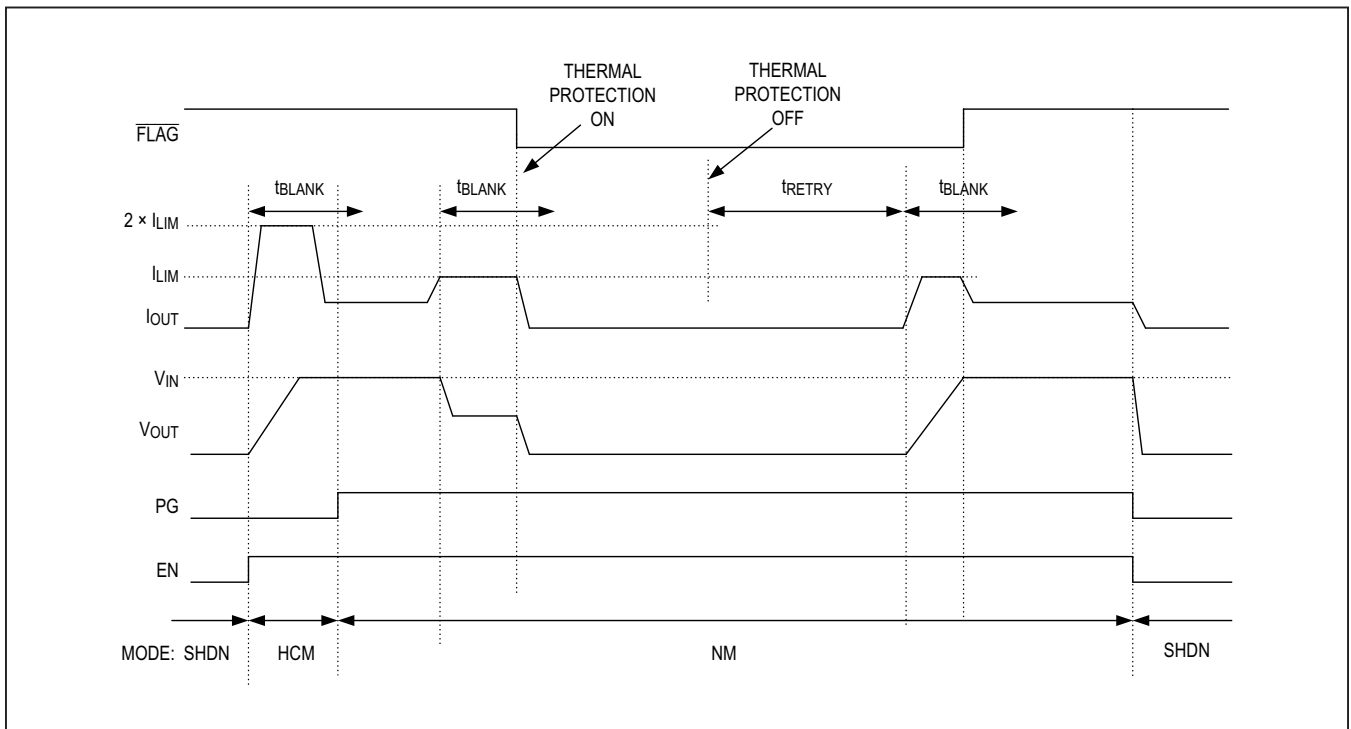 THERMAL
PROTECTION
ON
THERMAL
PROTECTION
OFF
FLAG
tBLANK
tBLANK
tRETRY
tBLANK
2 × ILIM
ILIM
IOUT
VIN
VOUT
PG
EN
MODE: SHDN HCM NM SHDN